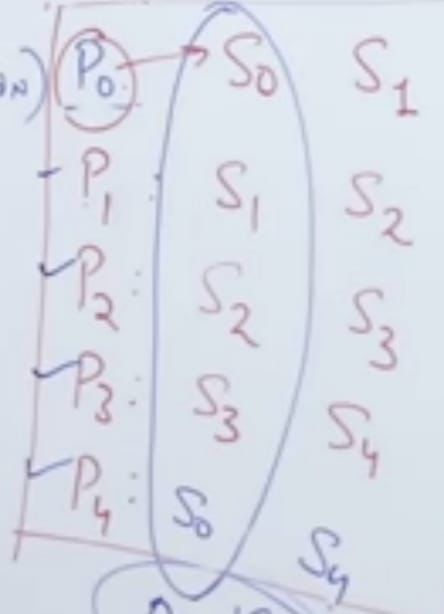 P0 → S0 S1
P1 : S1 S2
P2 : S2 S3
P3 : S3 S4
P4 : S0 S4